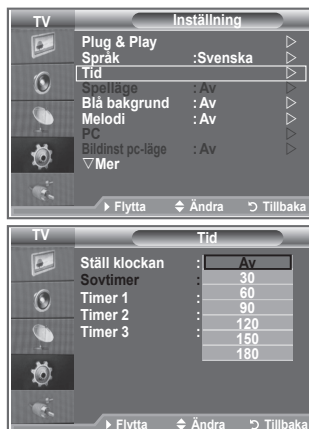 TV Inställning
Plug & Play
Språk :Svenska
Tid
Spelläge : Av
Blå bakgrund : Av
Melodi : Av
PC
Bildinst pc-läge : Av
▽Mer
Flytta Ändra Tillbaka
TV Tid
Ställ klockan : Av
Sovtimer : 30
Timer 1 : 60
90
Timer 2 : 120
Timer 3 : 150
180
Flytta Ändra Tillbaka